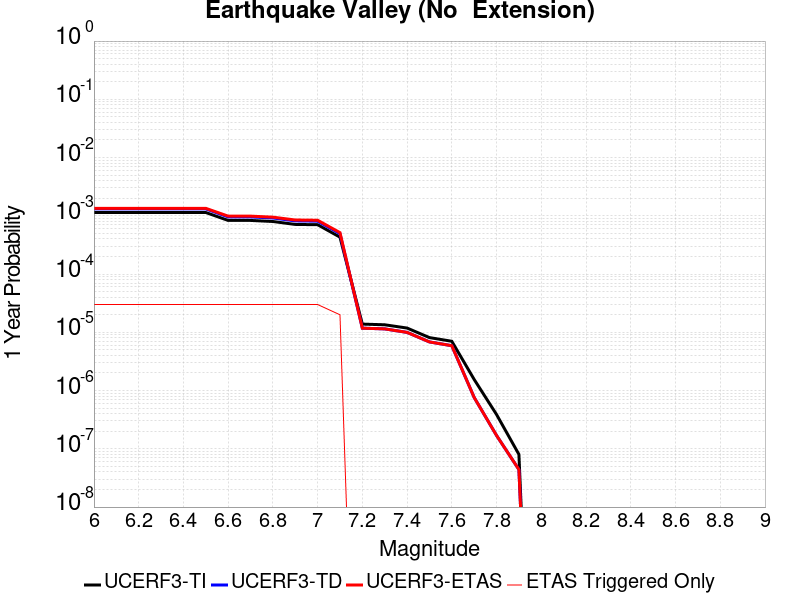 Earthquake Valley (No  Extension)
10^0
10^-1
10^-2
10^-3
10^-4
10^-5
10^-6
10^-7
10^-8
1 Year Probability
6 6.2 6.4 6.6 6.8 7 7.2 7.4 7.6 7.8 8 8.2 8.4 8.6 8.8 9
Magnitude
UCERF3-TI UCERF3-TD UCERF3-ETAS ETAS Triggered Only